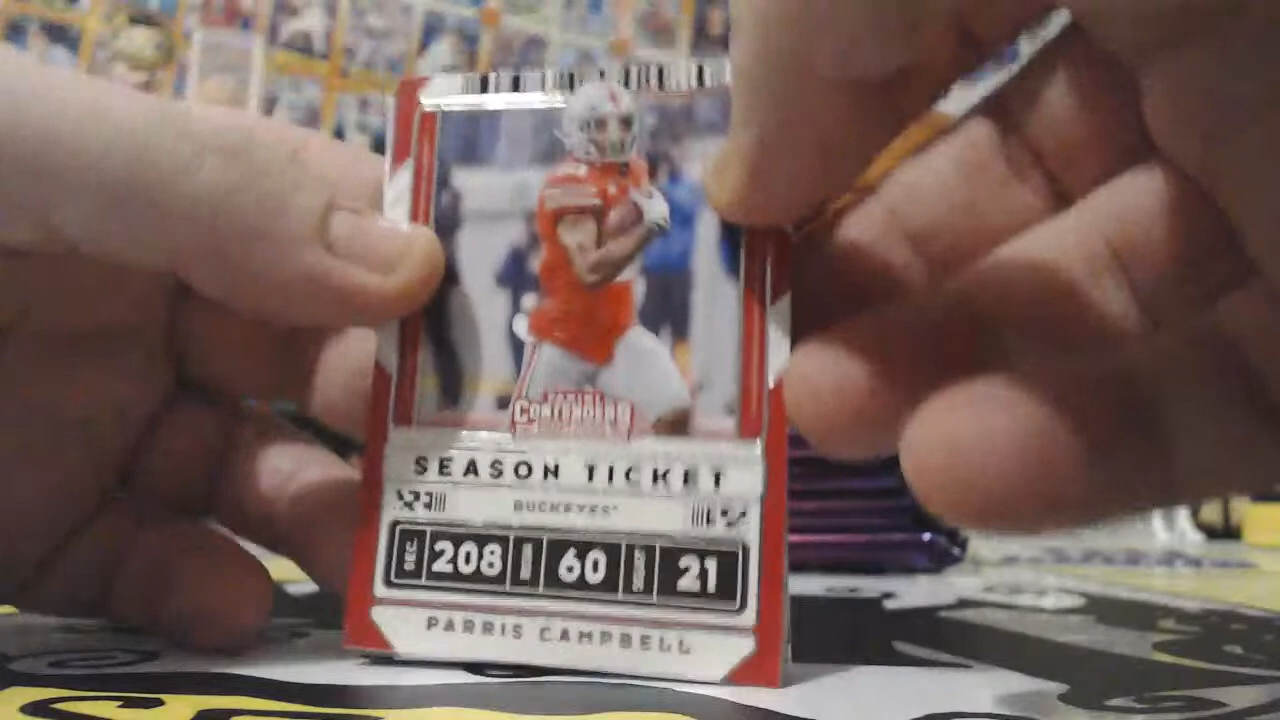 CONTENDERS
SEASON TICKET
BUCKEYES
SEC. 208 60 21
PARRIS CAMPBELL